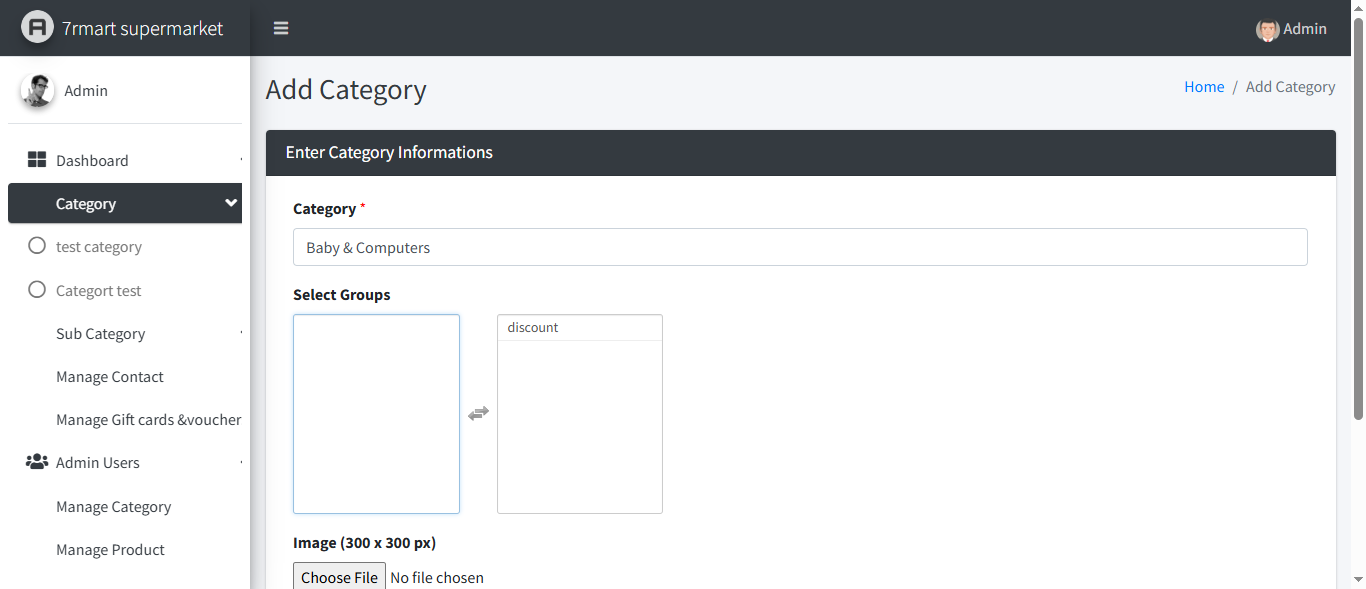 7rmart supermarket
Admin
Admin
Add Category
Home / Add Category
Dashboard
Category
test category
Categort test
Sub Category
Manage Contact
Manage Gift cards &voucher
Admin Users
Manage Category
Manage Product
Enter Category Informations
Category *
Baby & Computers
Select Groups
discount
Image (300 x 300 px)
Choose File No file chosen